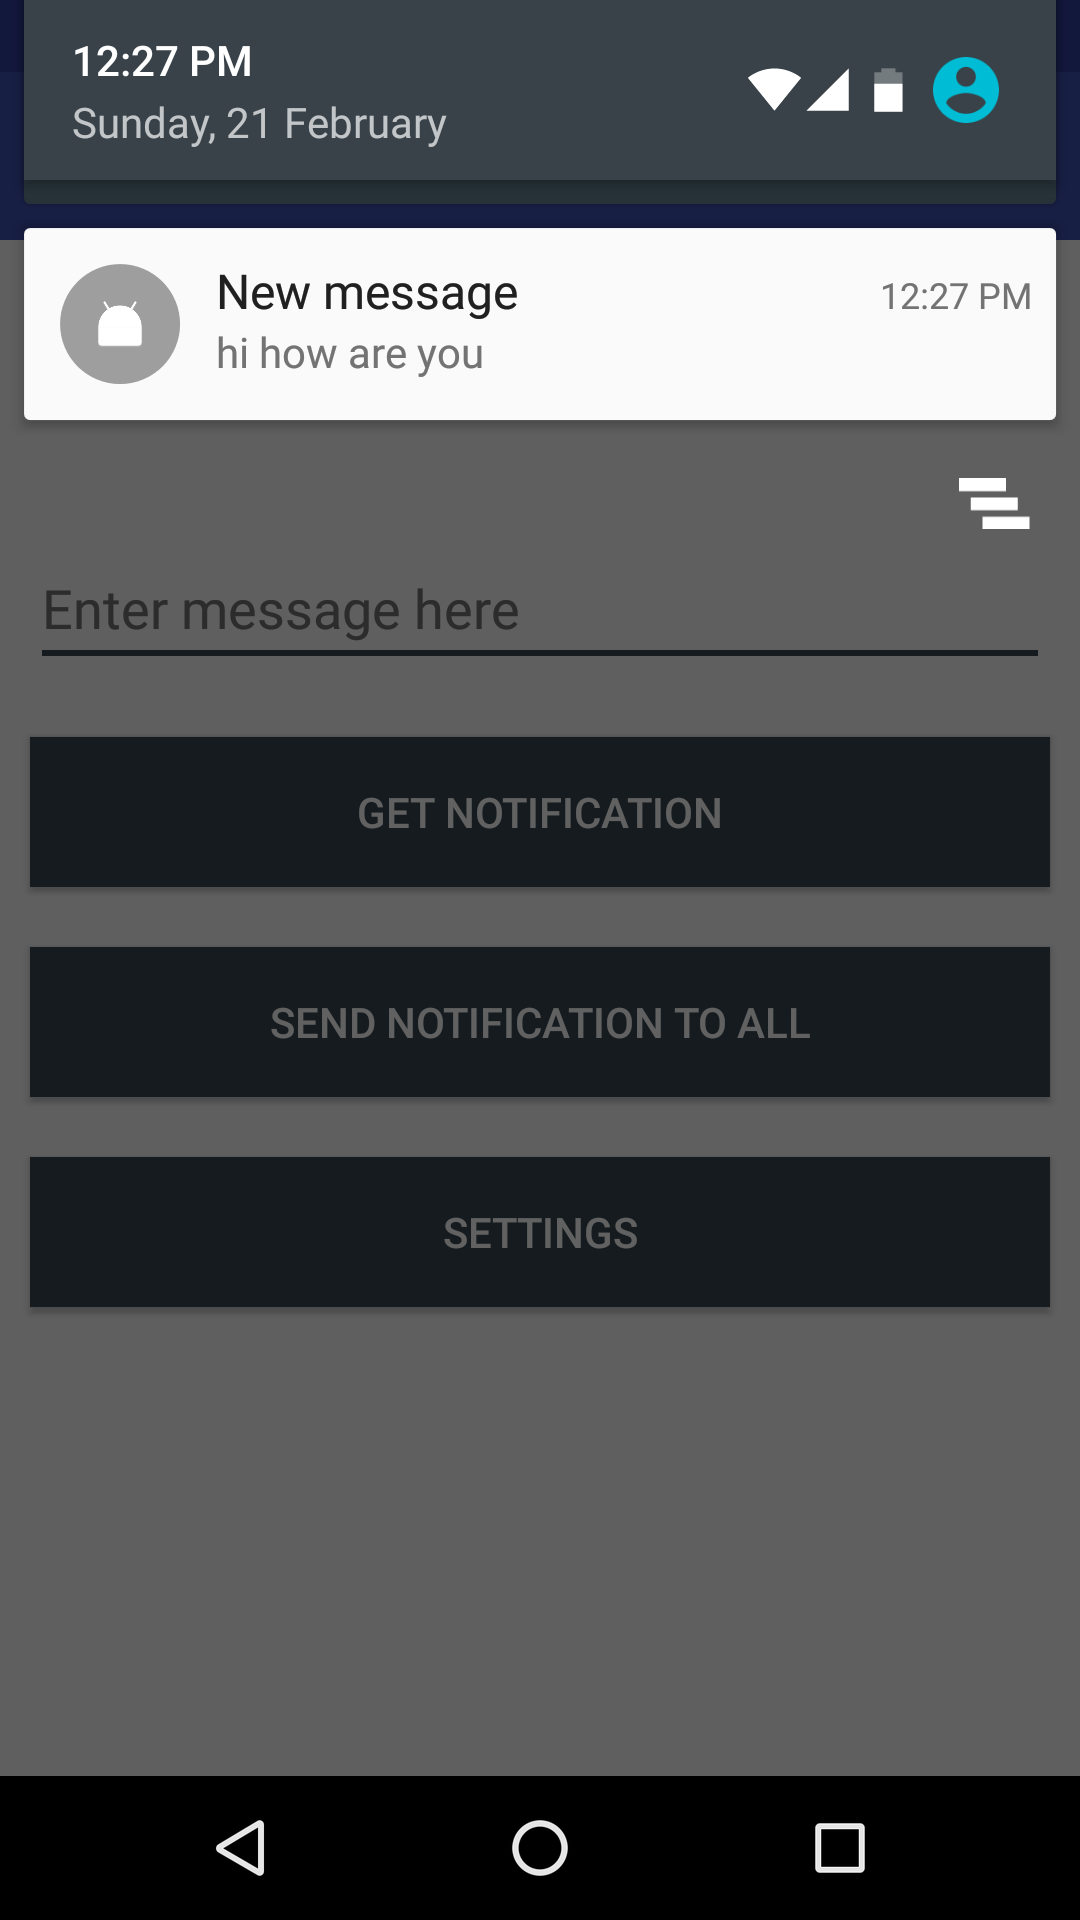 12:27 PM
Sunday, 21 February
New message
12:27 PM
hi how are you
Enter message here
GET NOTIFICATION
SEND NOTIFICATION TO ALL
SETTINGS